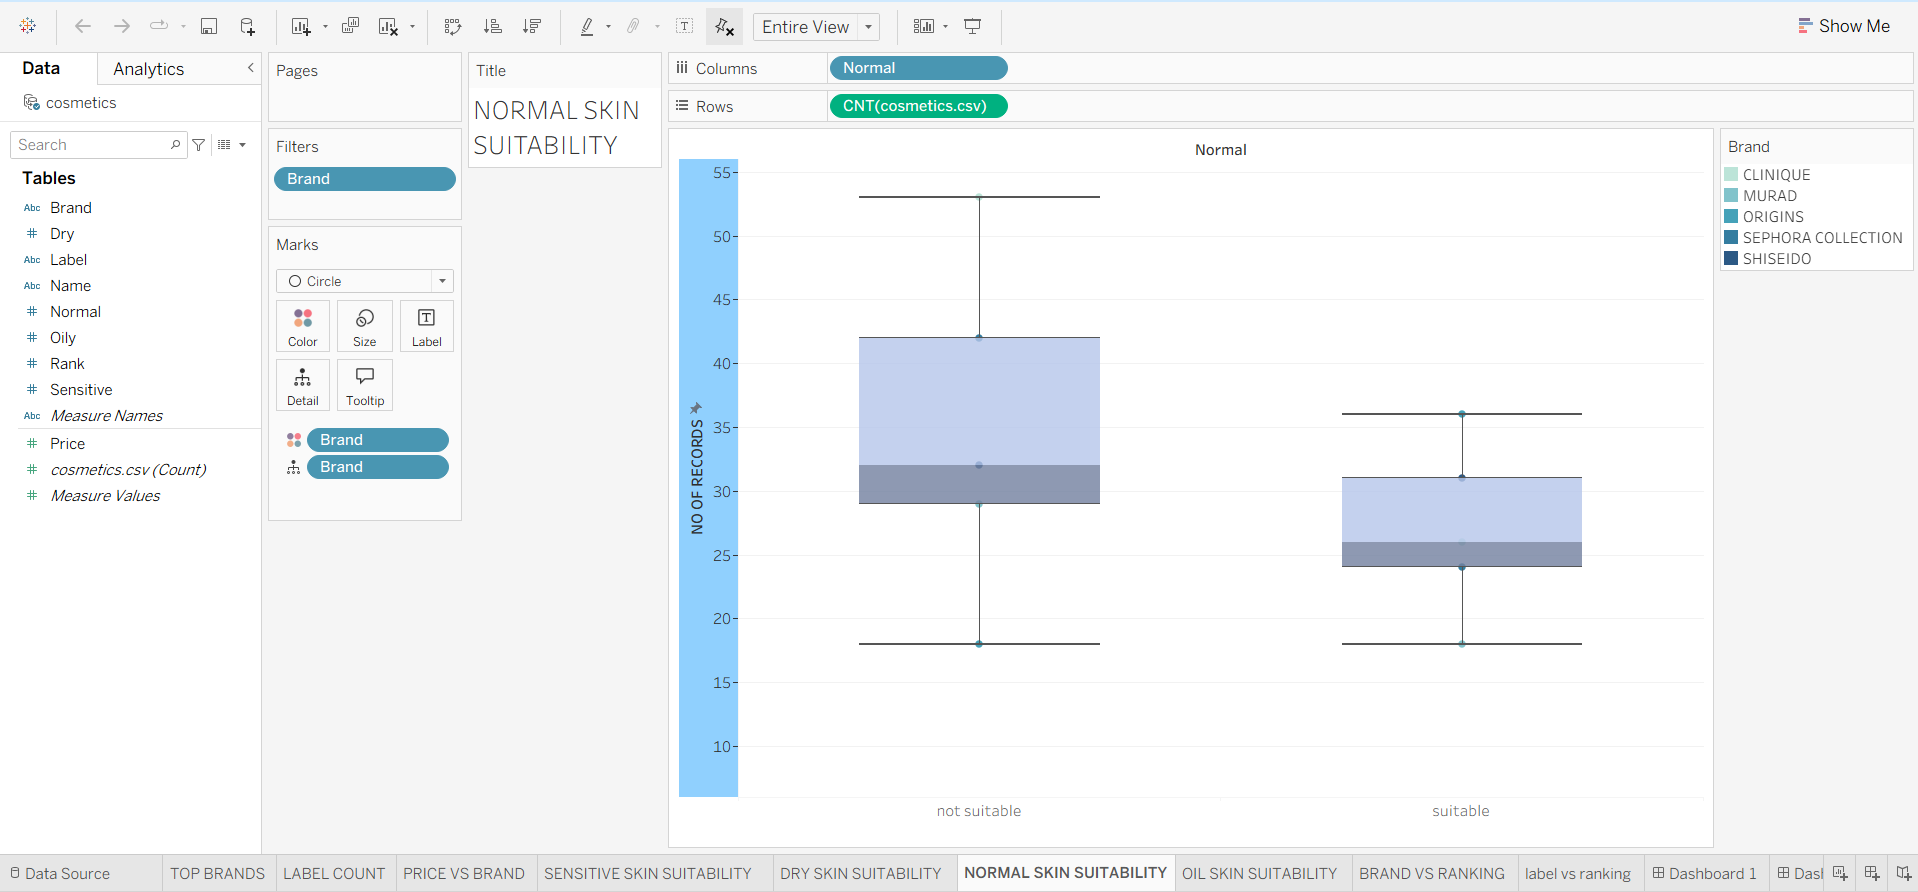 Entire View
Show Me
Data
Analytics
cosmetics
Search
Tables
Abc Brand
# Dry
Abc Label
Abc Name
# Normal
# Oily
# Rank
# Sensitive
Abc Measure Names
# Price
# cosmetics.csv (Count)
# Measure Values
Pages
Filters
Brand
Marks
Circle
Color
Size
T
Label
Detail
Tooltip
Brand
Brand
Title
NORMAL SKIN
SUITABILITY
Columns
Normal
Rows
CNT(cosmetics.csv)
Normal
NO OF RECORDS
55
50
45
40
35
30
25
20
15
10
not suitable
suitable
Brand
CLINIQUE
MURAD
ORIGINS
SEPHORA COLLECTION
SHISEIDO
Data Source
TOP BRANDS
LABEL COUNT
PRICE VS BRAND
SENSITIVE SKIN SUITABILITY
DRY SKIN SUITABILITY
NORMAL SKIN SUITABILITY
OIL SKIN SUITABILITY
BRAND VS RANKING
label vs ranking
Dashboard 1